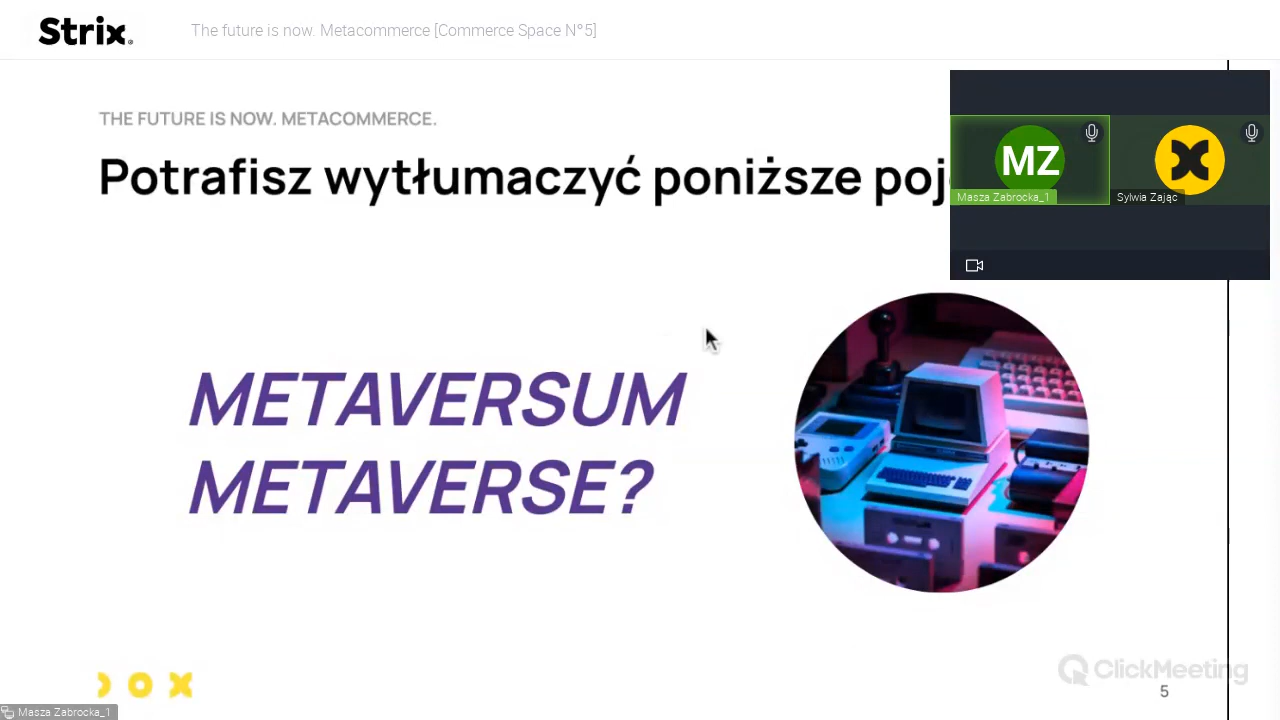 Strix
The future is now. Metacommerce [Commerce Space N°5]
THE FUTURE IS NOW. METACOMMERCE.
Potrafisz wytłumaczyć poniższe
MZ
Masza Zabrocka_1
Sylwia Zając
METAVERSUM
METAVERSE?
ClickMeeting
5
Masza Zabrocka_1